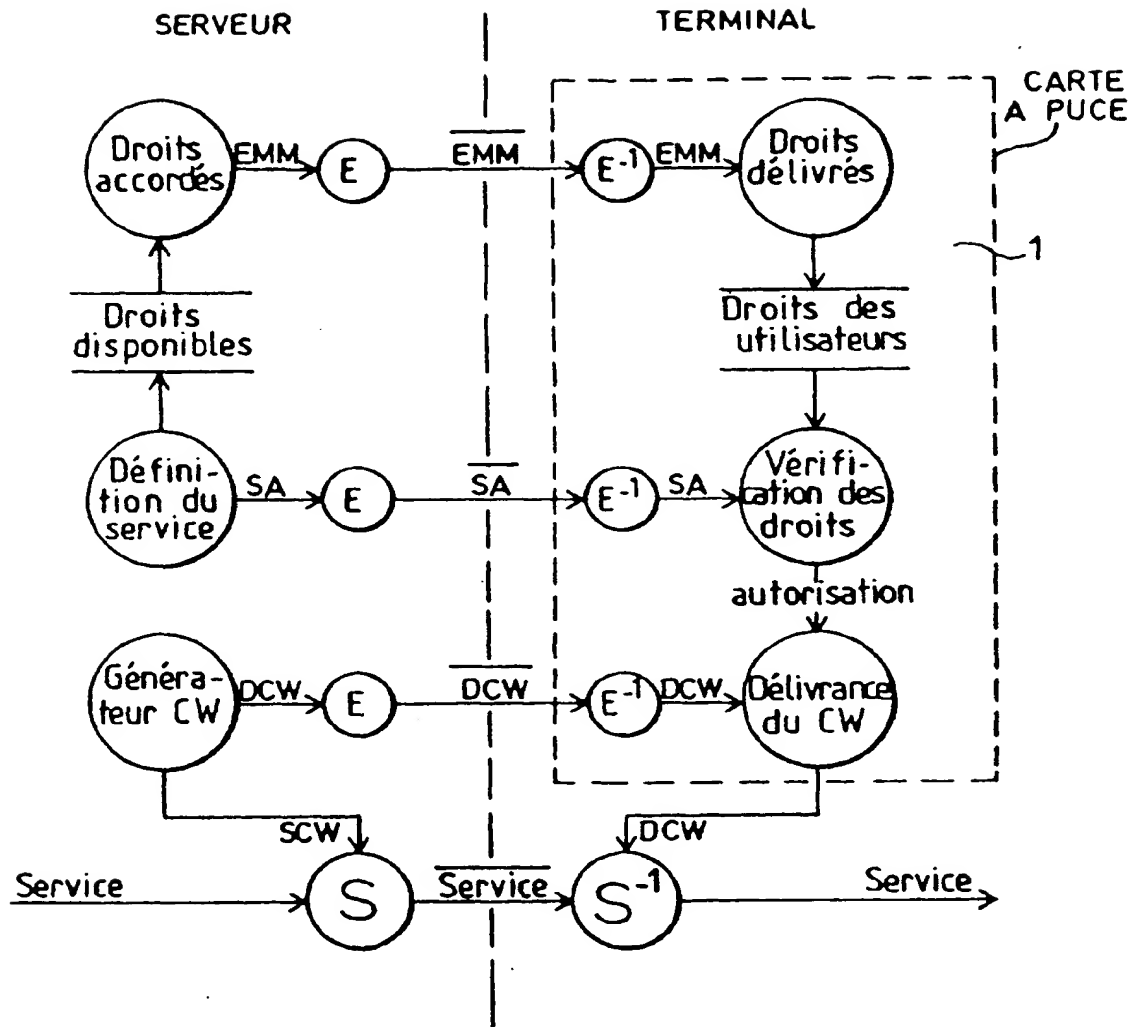 SERVEUR
TERMINAL
CARTE
A PUCE
Droits
accordés
EMM
E
EMM
E⁻¹
EMM
Droits
délivrés
1
Droits
disponibles
Droits des
utilisateurs
Défini-
tion du
service
SA
E
SA
E⁻¹
SA
Vérifi-
cation des
droits
autorisation
Généra-
teur CW
DCW
E
DCW
E⁻¹
DCW
Délivrance
du CW
SCW
DCW
Service
S
Service
S⁻¹
Service